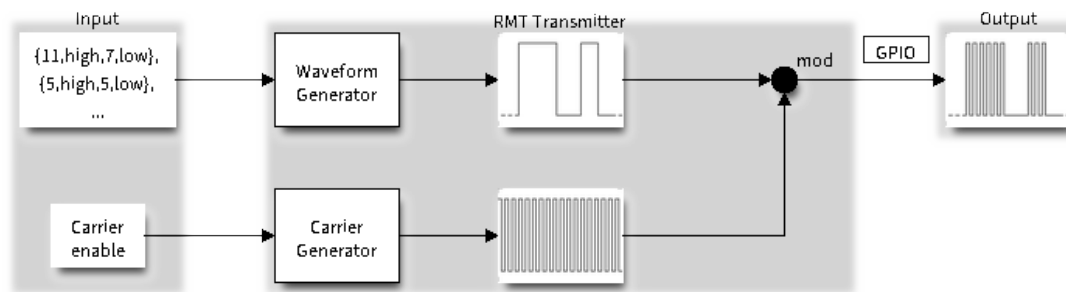 Input
RMT Transmitter
Output
{11,high,7,low},
{5,high,5,low},
...
Waveform
Generator
mod
GPIO
Carrier
enable
Carrier
Generator